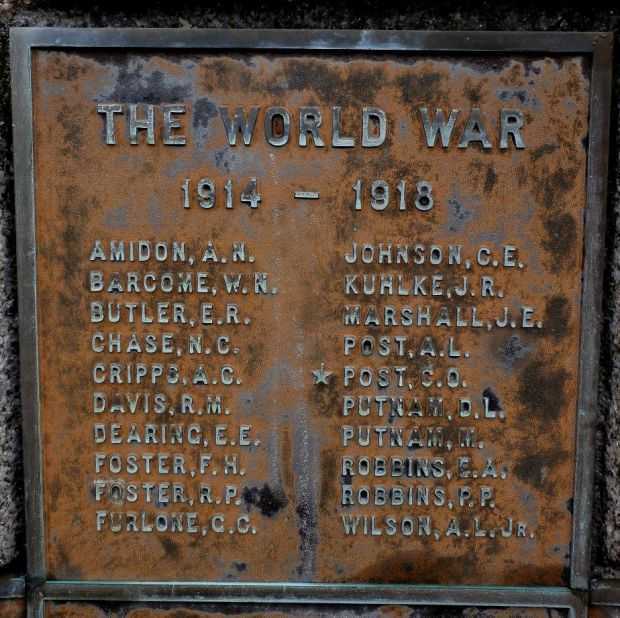 THE WORLD WAR
1914 - 1918
AMIDON, A.N.
BARCOME, W.N.
BUTLER, E.R.
CHASE, N.C.
CRIPPS, A.C.
DAVIS, R.M.
DEARING, E.E.
FOSTER, F.H.
FOSTER, R.P.
FURLONE, G.C.
JOHNSON, C.E.
KUHLKE, J.R.
MARSHALL, J.E.
POST, A.L.
★ POST, C.O.
PUTNAM, D.L.
PUTNAM, M.
ROBBINS, E.A.
ROBBINS, P.P.
WILSON, A.L. JR.